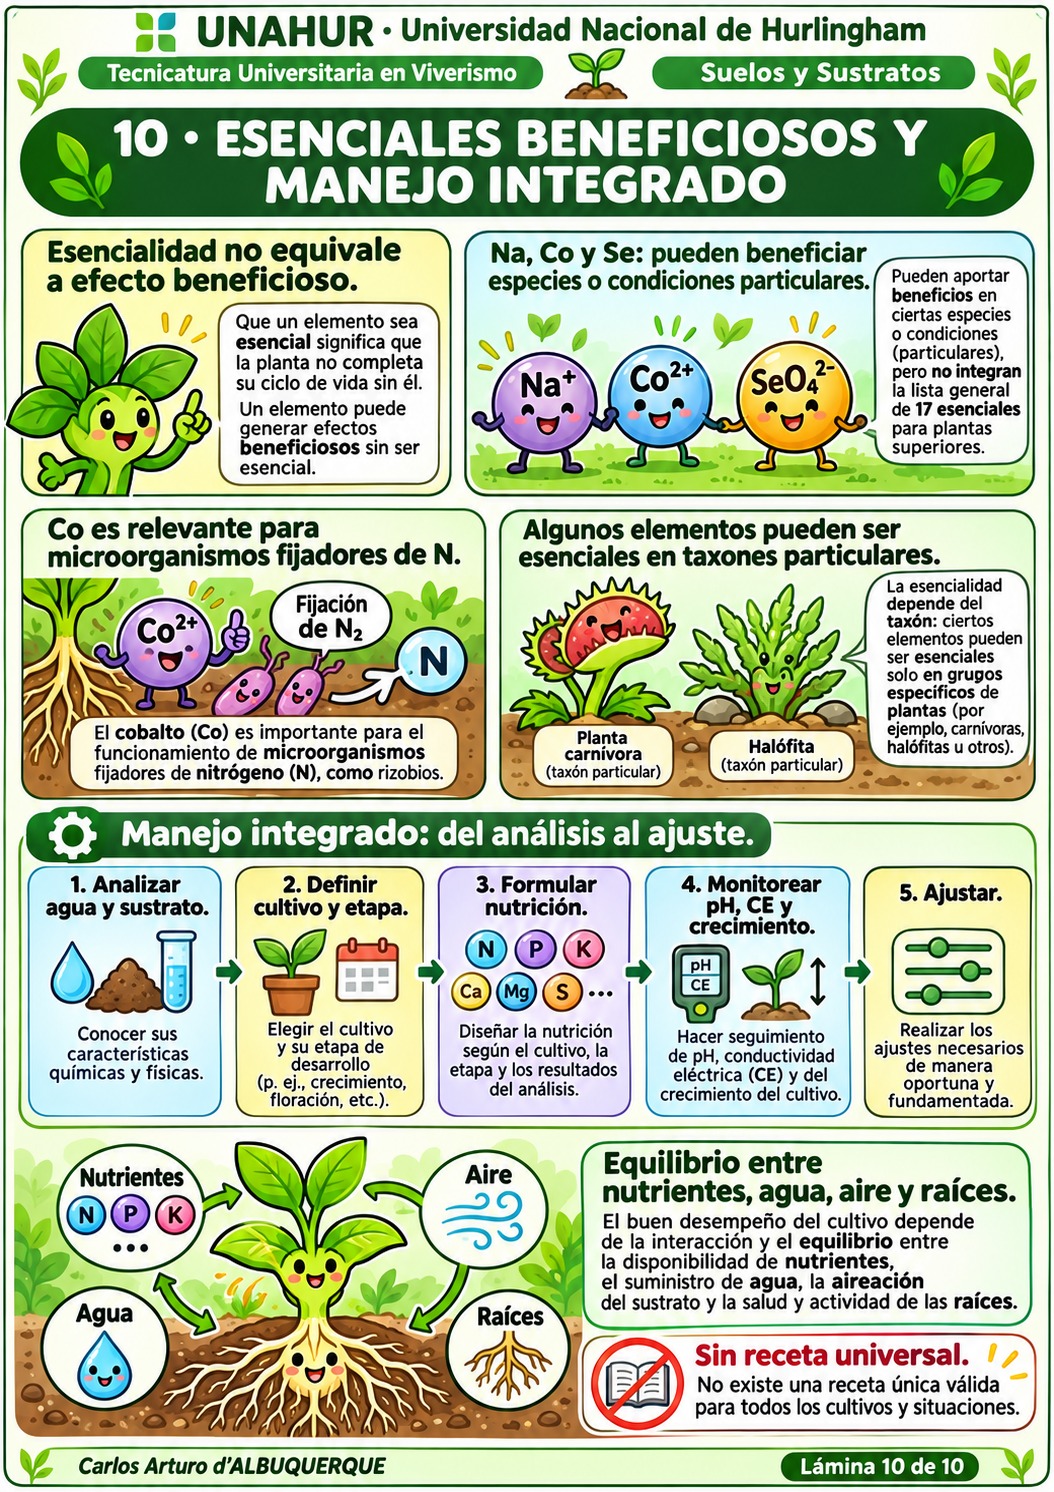 UNAHUR · Universidad Nacional de Hurlingham
Tecnicatura Universitaria en Viverismo
Suelos y Sustratos
10 · ESENCIALES BENEFICIOSOS Y
MANEJO INTEGRADO
Esencialidad no equivale
a efecto beneficioso.
Que un elemento sea
esencial significa que
la planta no completa
su ciclo de vida sin él.
Un elemento puede
generar efectos
beneficiosos sin ser
esencial.
Na, Co y Se: pueden beneficiar
especies o condiciones particulares.
Na⁺
Co²⁺
SeO₄²⁻
Pueden aportar
beneficios en
ciertas especies
o condiciones
(particulares),
pero no integran
la lista general
de 17 esenciales
para plantas
superiores.
Co es relevante para
microorganismos fijadores de N.
Co²⁺
Fijación
de N₂
N
El cobalto (Co) es importante para el
funcionamiento de microorganismos
fijadores de nitrógeno (N), como rizobios.
Algunos elementos pueden ser
esenciales en taxones particulares.
Planta
carnívora
(taxón particular)
Halófita
(taxón particular)
La esencialidad
depende del
taxón: ciertos
elementos pueden
ser esenciales
solo en grugos
específicos de
plantas (por
ejemplo, carnívoras,
halófitas u otros).
Manejo integrado: del análisis al ajuste.
1. Analizar
agua y sustrato.
Conocer sus
características
químicas y físicas.
2. Definir
cultivo y etapa.
Elegir el cultivo
y su etapa de
desarrollo
(p. ej., crecimiento,
floración, etc.).
3. Formular
nutrición.
N P K
Ca Mg S ...
Diseñar la nutrición
según el cultivo, la
etapa y los resultados
del análisis.
4. Monitorear
pH, CE y
crecimiento.
pH
CE
Hacer seguimiento
de pH, conductividad
eléctrica (CE) y del
crecimiento del cultivo.
5. Ajustar.
Realizar los
ajustes necesarios
de manera
oportuna y
fundamentada.
Nutrientes
N P K
...
Aire
Agua
Raíces
Equilibrio entre
nutrientes, agua, aire y raíces.
El buen desempeño del cultivo depende
de la interacción y el equilibrio entre
la disponibilidad de nutrientes,
el suministro de agua, la aireación
del sustrato y la salud y actividad de las raíces.
Sin receta universal.
No existe una receta única válida
para todos los cultivos y situaciones.
Carlos Arturo d'ALBUQUERQUE
Lámina 10 de 10